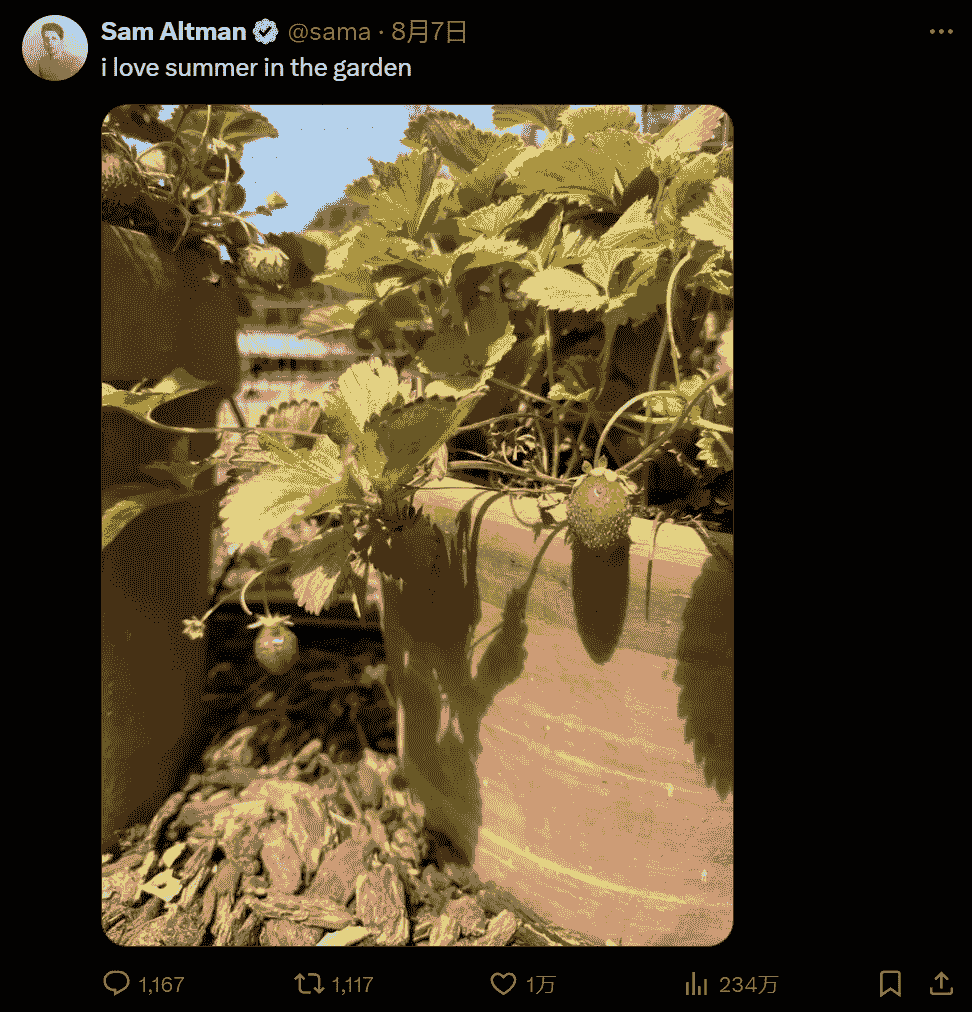 Sam Altman @sama · 8月7日
i love summer in the garden
1,167 1,117 1万 234万